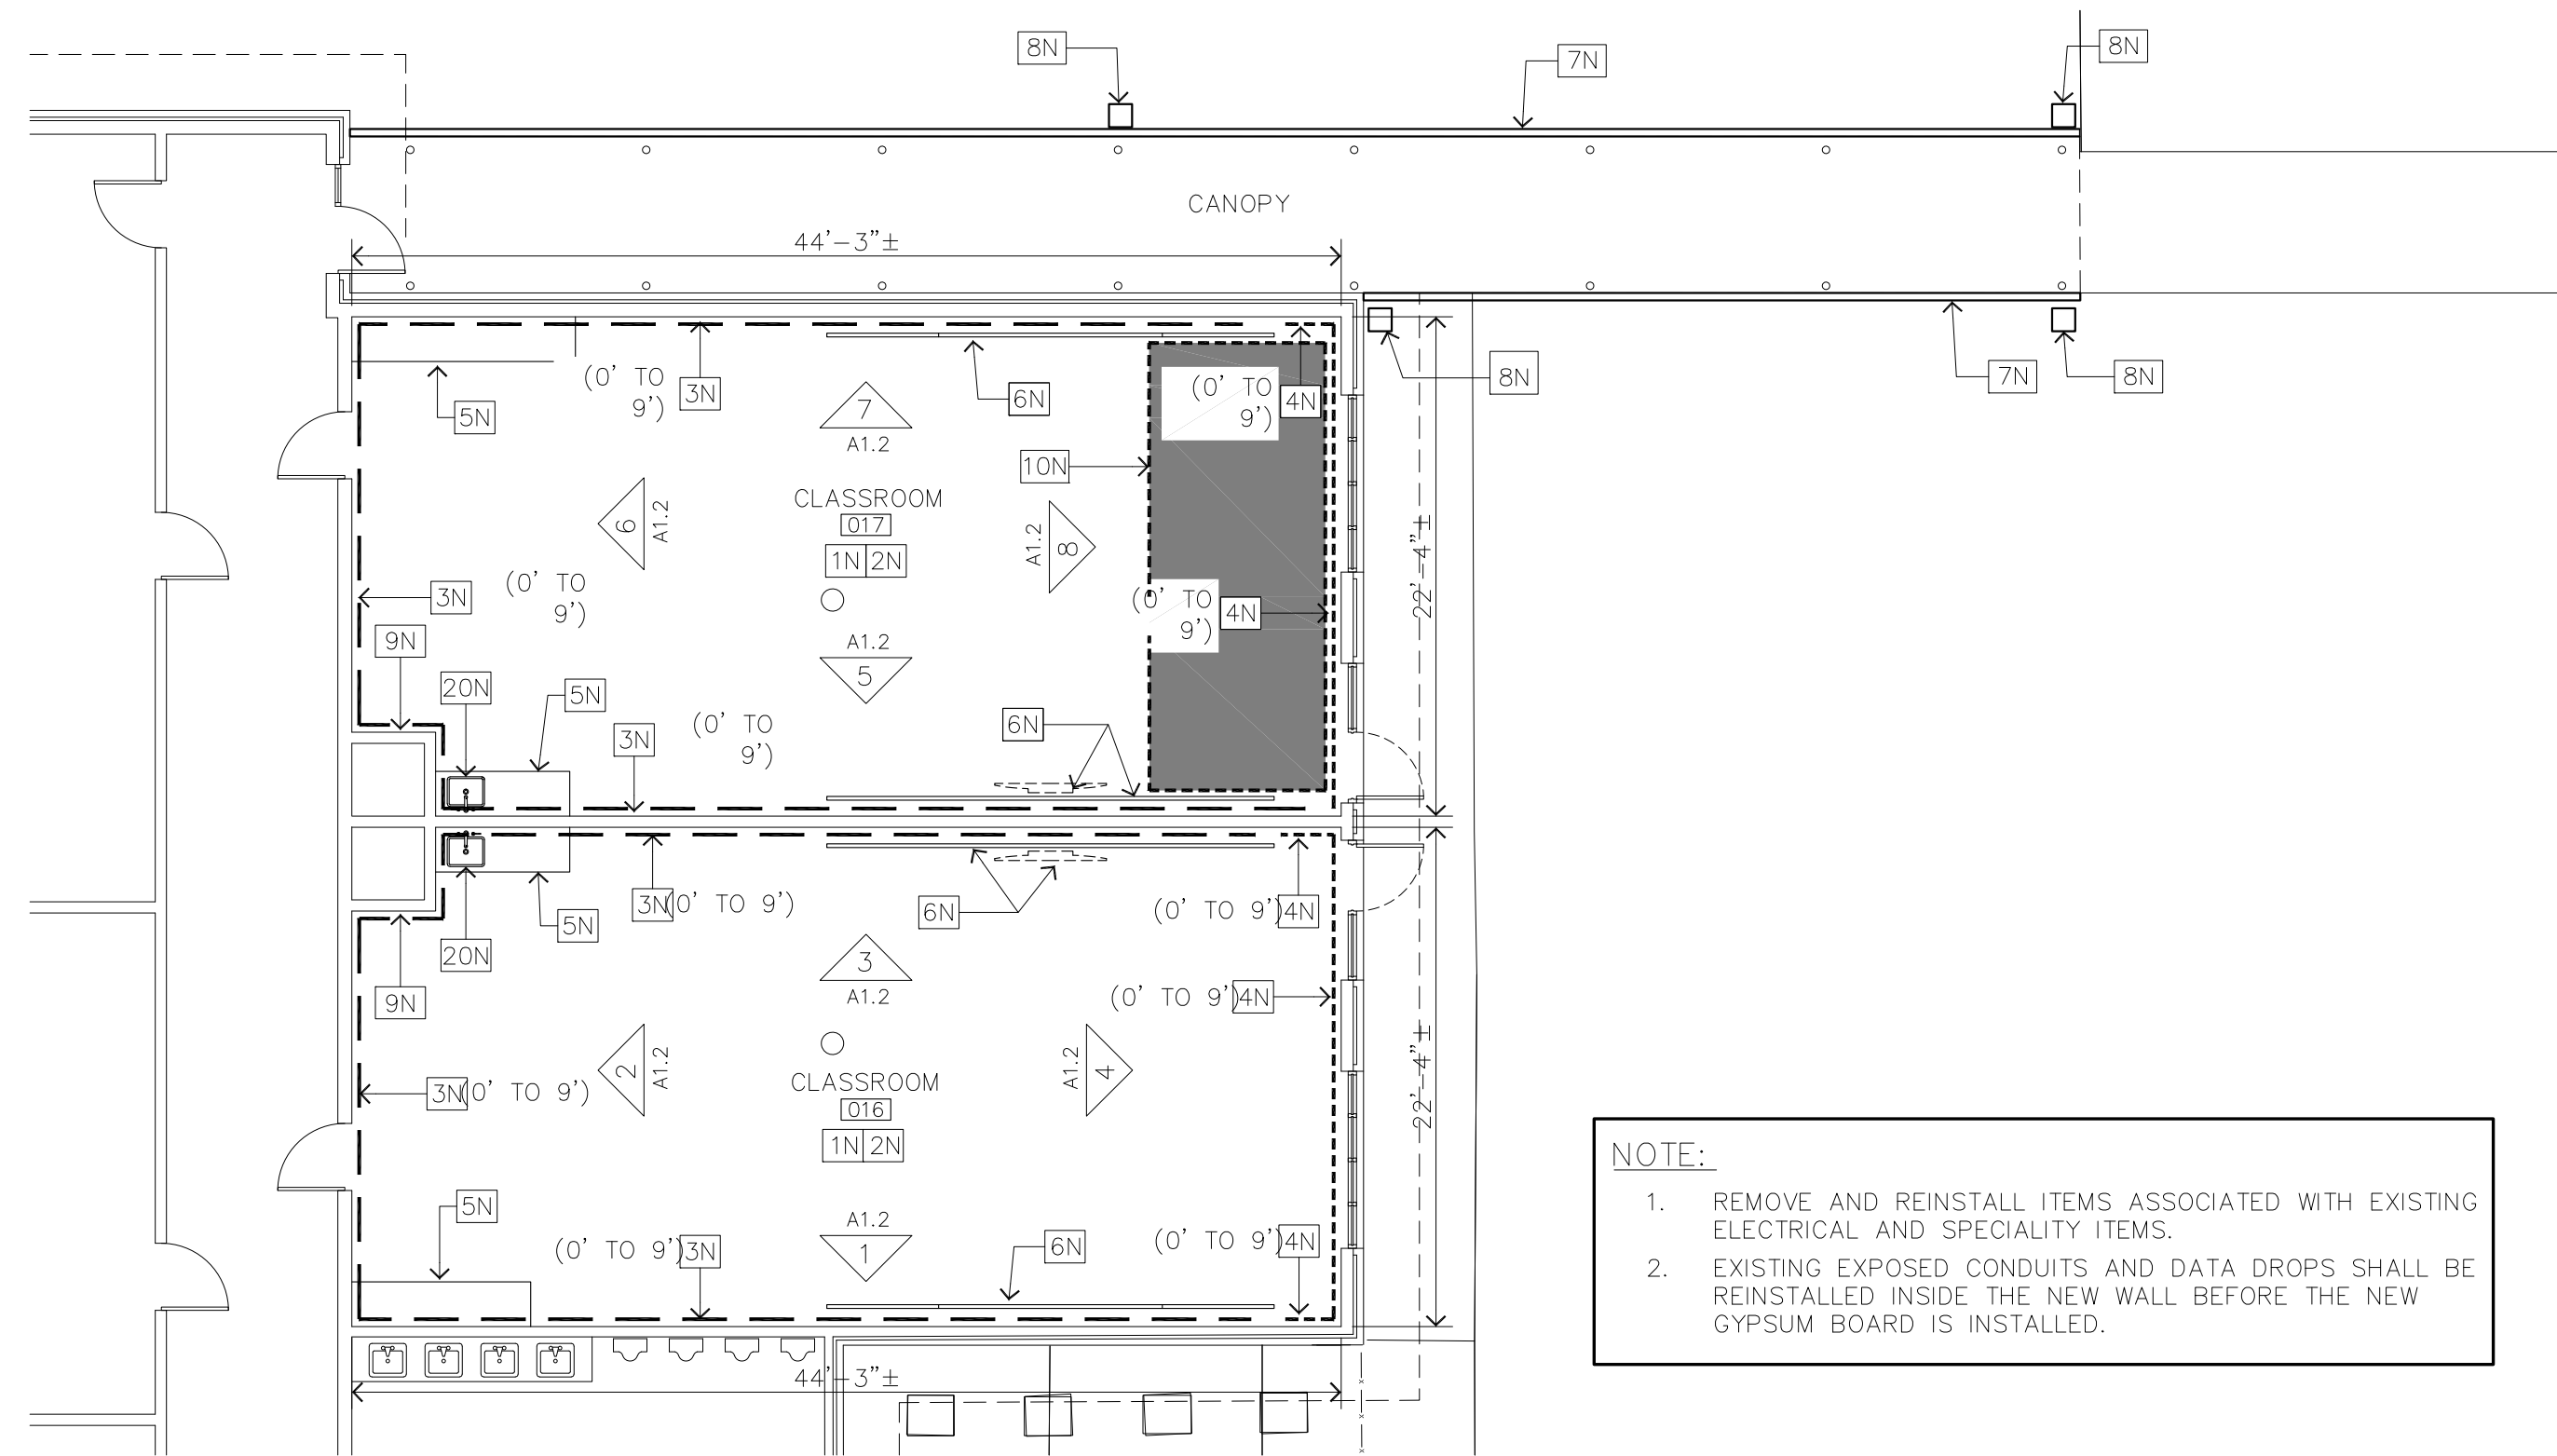 8N
7N
8N
CANOPY
44'-3"±
(0' TO
9')
3N
5N
6N
(0' TO
9')
4N
8N
7N
8N
7
A1.2
10N
6
A1.2
CLASSROOM
017
1N 2N
A1.2
8
22'-4"±
3N
(0' TO
9')
(0' TO
9')
4N
9N
A1.2
5
20N
5N
3N
(0' TO
9')
6N
3N
(0' TO 9')
6N
(0' TO 9')
4N
5N
20N
9N
3
A1.2
(0' TO 9')
4N
3N
(0' TO 9')
2
A1.2
CLASSROOM
016
1N 2N
A1.2
4
22'-4"±
5N
(0' TO 9')
3N
A1.2
1
6N
(0' TO 9')
4N
44'-3"±
NOTE:
1. REMOVE AND REINSTALL ITEMS ASSOCIATED WITH EXISTING
ELECTRICAL AND SPECIALITY ITEMS.
2. EXISTING EXPOSED CONDUITS AND DATA DROPS SHALL BE
REINSTALLED INSIDE THE NEW WALL BEFORE THE NEW
GYPSUM BOARD IS INSTALLED.